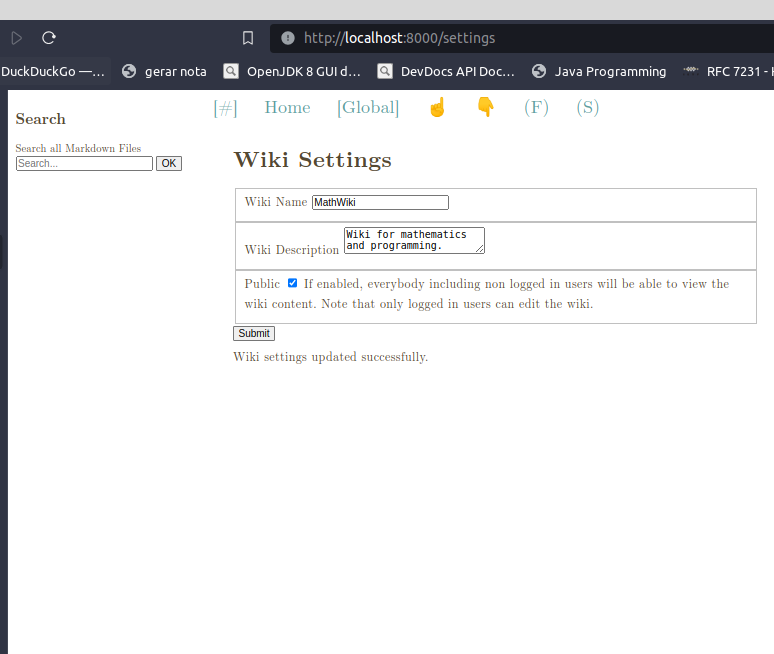 http://localhost:8000/settings
DuckDuckGo —... gerar nota OpenJDK 8 GUI d... DevDocs API Doc... Java Programming RFC 7231 - H
[#] Home [Global] ☝ 👇 (F) (S)
Search
Search all Markdown Files
Search... OK
Wiki Settings
Wiki Name MathWiki
Wiki Description Wiki for mathematics
and programming.
Public If enabled, everybody including non logged in users will be able to view the
wiki content. Note that only logged in users can edit the wiki.
Submit
Wiki settings updated successfully.